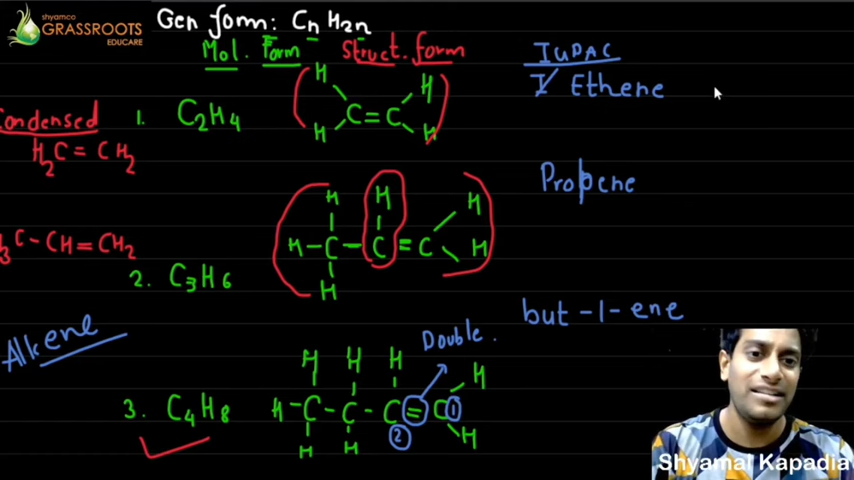 shyamco
GRASSROOTS
EDUCARE
Gen form: CnH2n
Mol. Form Struct. form IUPAC
Condensed
1. C2H4
H H
C=C
H H
Ethene
H2C=CH2
2. C3H6
H H H
H-C-C=C H
H
Propene
3C-CH=CH2
Alkene
but-1-ene
Double.
3. C4H8
H H H H
H-C-C-C=C 1
H H 2 H
Shyamal Kapadia